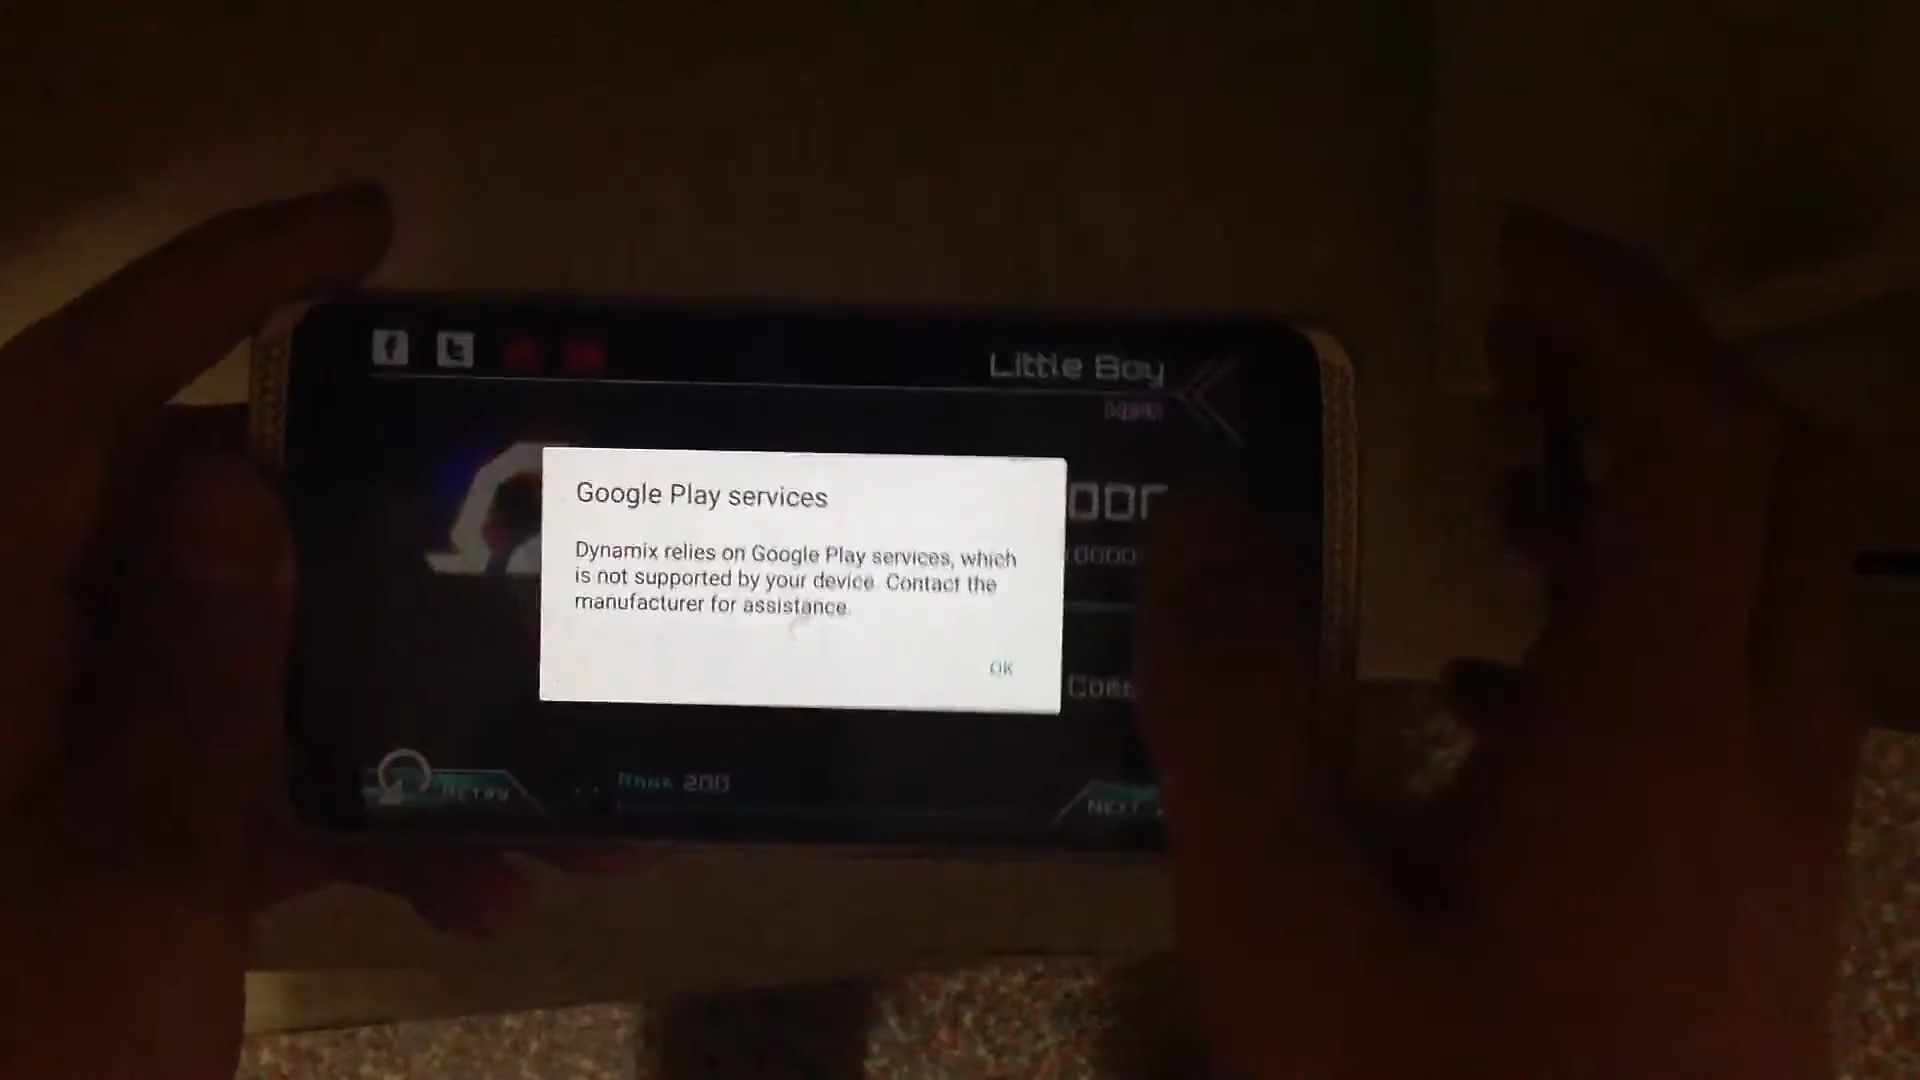 Little Boy
Google Play services
Dynamix relies on Google Play services, which
is not supported by your device. Contact the
manufacturer for assistance.
OK
RETRY
Rank 200
NEXT